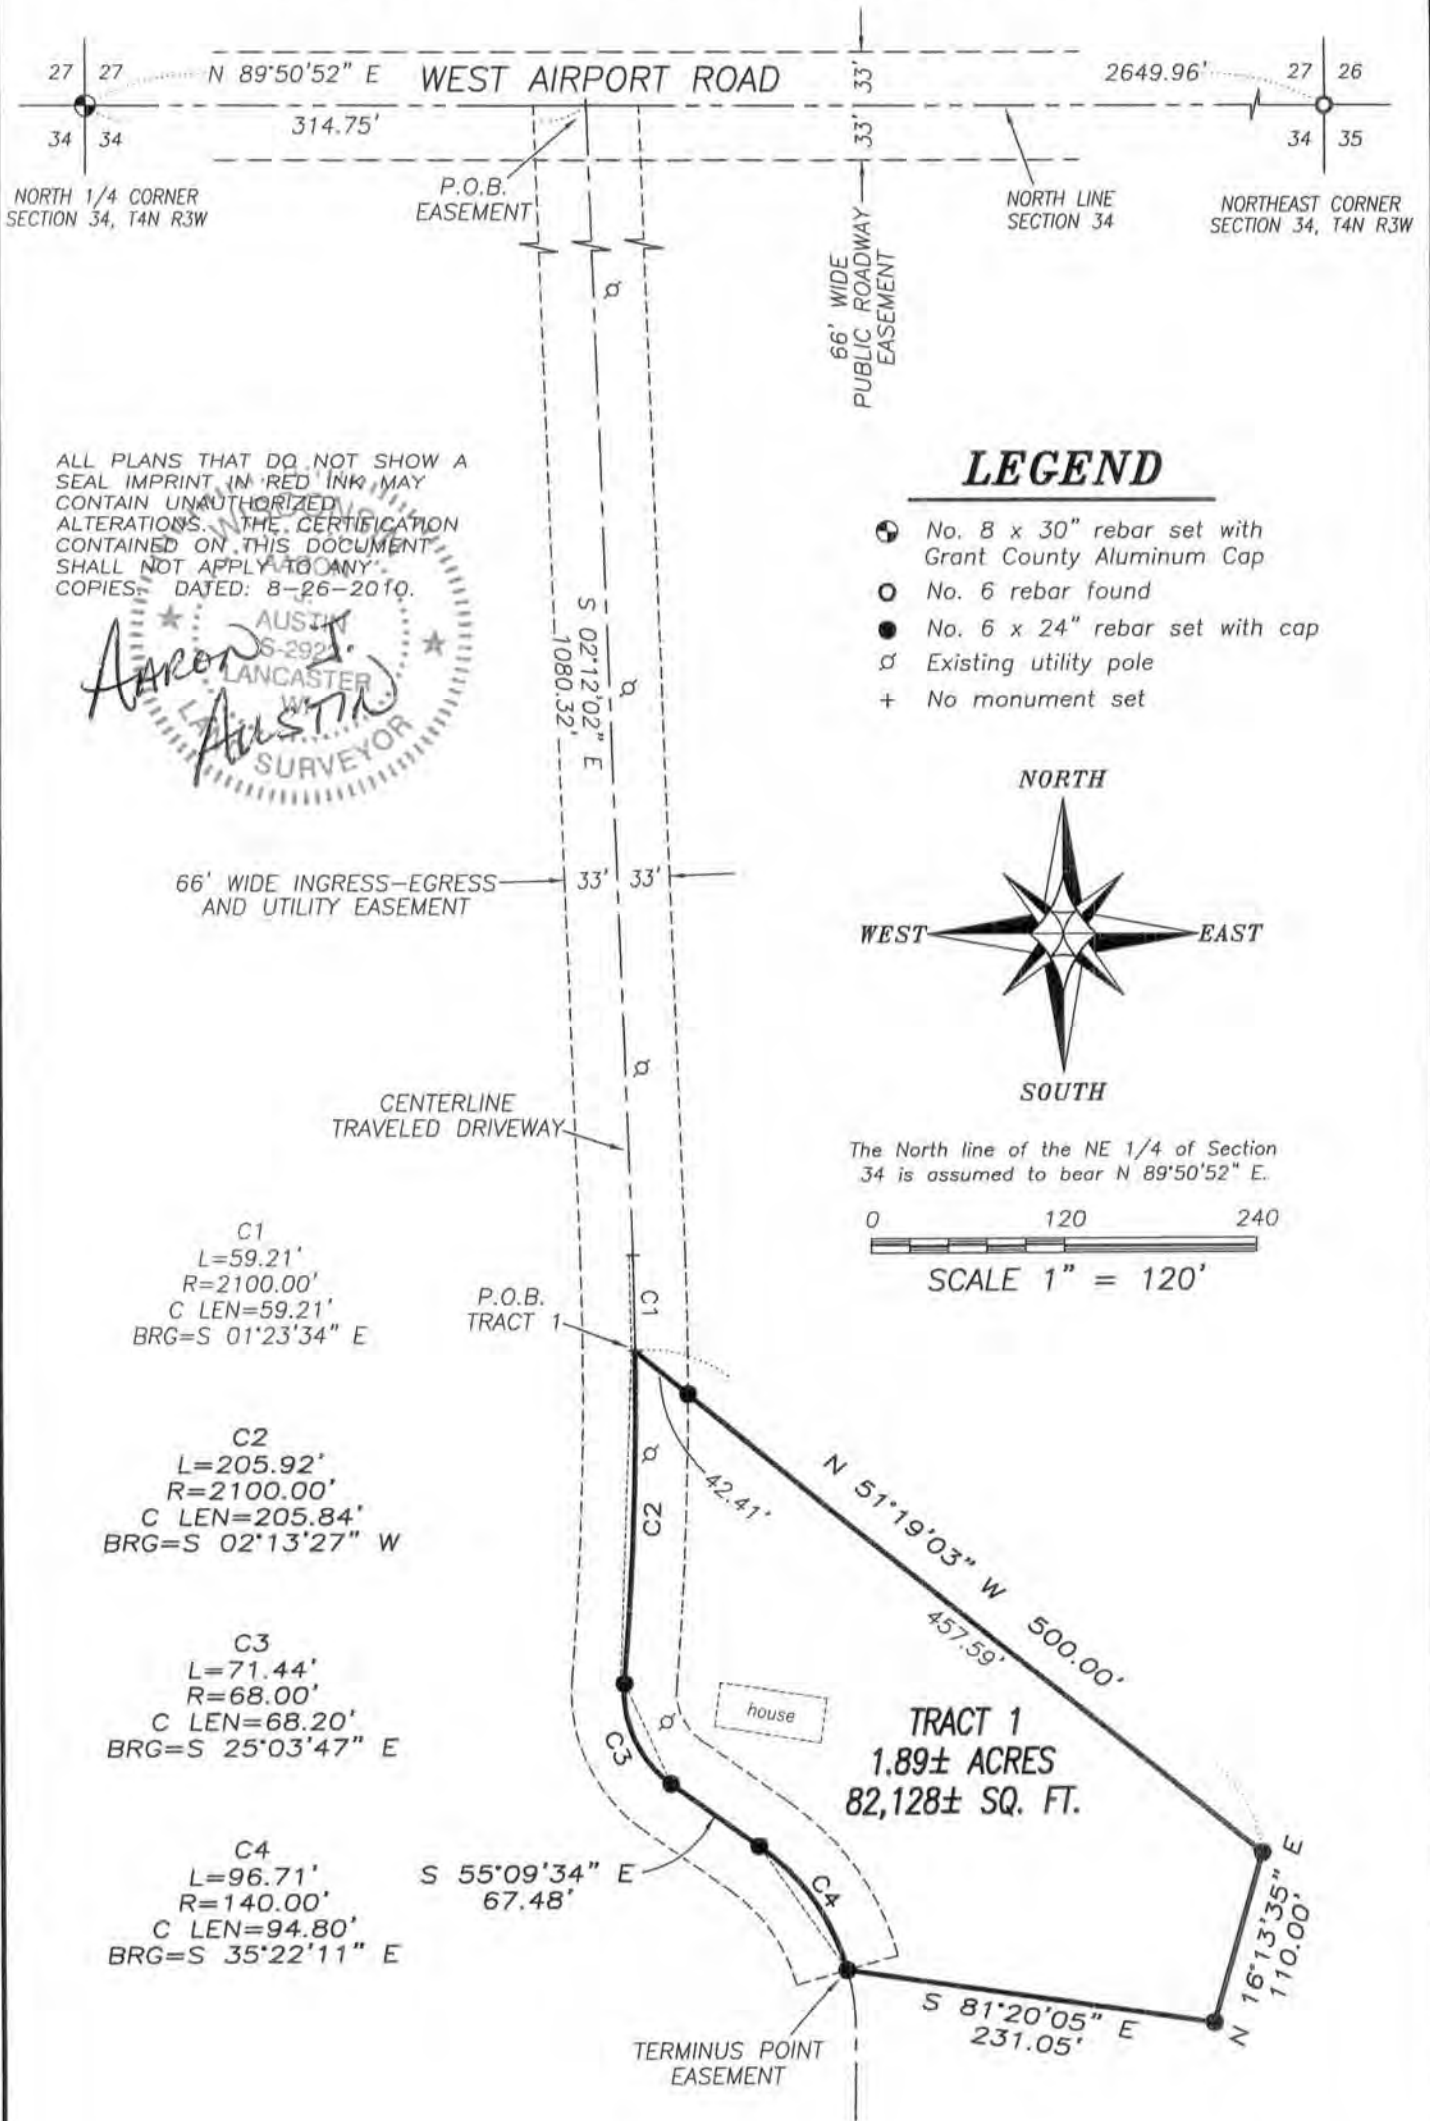 27 27
N 89°50'52" E
WEST AIRPORT ROAD
33'
2649.96'
27 26
314.75'
33'
34 34
34 35
NORTH 1/4 CORNER
SECTION 34, T4N R3W
P.O.B.
EASEMENT
NORTH LINE
SECTION 34
NORTHEAST CORNER
SECTION 34, T4N R3W
66' WIDE
PUBLIC ROADWAY
EASEMENT
ALL PLANS THAT DO NOT SHOW A
SEAL IMPRINT IN RED INK MAY
CONTAIN UNAUTHORIZED
ALTERATIONS. THE CERTIFICATION
CONTAINED ON THIS DOCUMENT
SHALL NOT APPLY TO ANY
COPIES. DATED: 8-26-2010.
WISCONSIN
AARON
J.
AUSTIN
LANCASTER
WI
LAND SURVEYOR
AARON J.
AUSTIN
LEGEND
No. 8 x 30" rebar set with
Grant County Aluminum Cap
No. 6 rebar found
No. 6 x 24" rebar set with cap
Existing utility pole
No monument set
S 02°12'02" E
1080.32'
NORTH
WEST
EAST
SOUTH
66' WIDE INGRESS-EGRESS
AND UTILITY EASEMENT
33' 33'
CENTERLINE
TRAVELED DRIVEWAY
The North line of the NE 1/4 of Section
34 is assumed to bear N 89°50'52" E.
0 120 240
SCALE 1" = 120'
C1
L=59.21'
R=2100.00'
C LEN=59.21'
BRG=S 01°23'34" E
P.O.B.
TRACT 1
C1
C2
L=205.92'
R=2100.00'
C LEN=205.84'
BRG=S 02°13'27" W
C2
42.41'
N 51°19'03" W 500.00'
457.59'
C3
L=71.44'
R=68.00'
C LEN=68.20'
BRG=S 25°03'47" E
C3
house
TRACT 1
1.89± ACRES
82,128± SQ. FT.
C4
L=96.71'
R=140.00'
C LEN=94.80'
BRG=S 35°22'11" E
S 55°09'34" E
67.48'
C4
N 16°13'35" E
110.00'
S 81°20'05" E
231.05'
TERMINUS POINT
EASEMENT